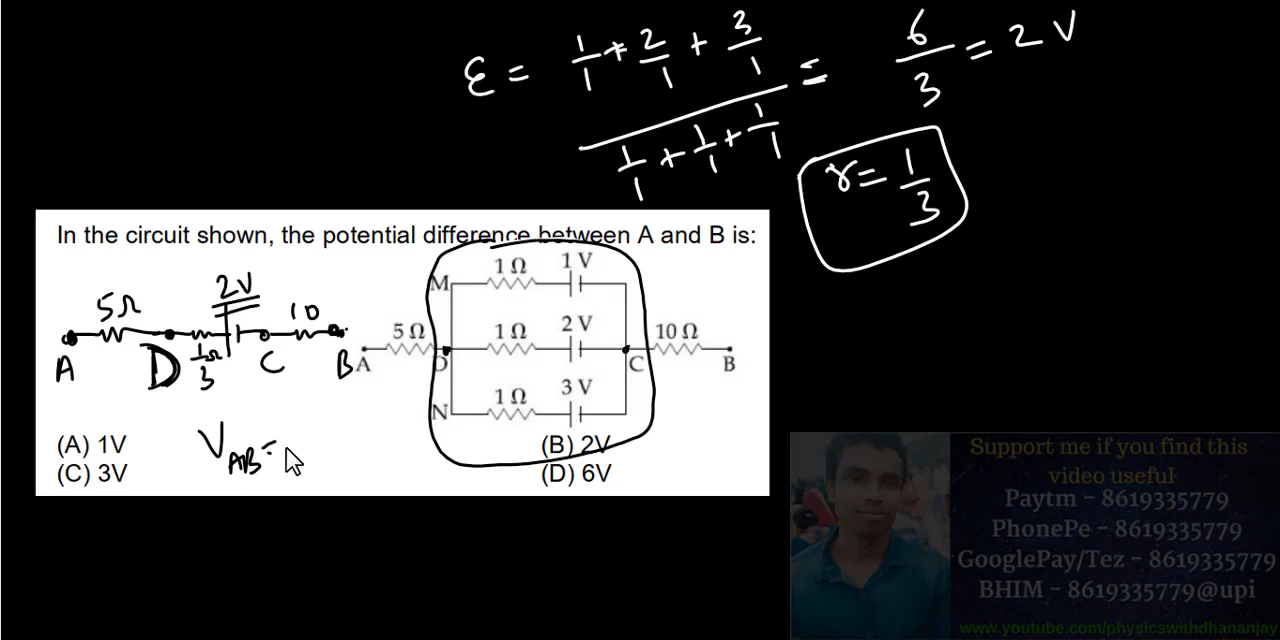 ε = 1/1 + 2/1 + 3/1 = 6/3 = 2 V
1/1 + 1/1 + 1/1
r = 1/3
In the circuit shown, the potential difference between A and B is:
1 Ω 1 V
M
2V
5Ω 10
5 Ω 1 Ω 2 V 10 Ω
A D 1/3 Ω C B
A D C B
1 Ω 3 V
N
(A) 1V (B) 2V
V AB =
(C) 3V (D) 6V
Support me if you find this
video useful
Paytm - 8619335779
PhonePe - 8619335779
GooglePay/Tez - 8619335779
BHIM - 8619335779@upi
www.youtube.com/physicswithdhananjay